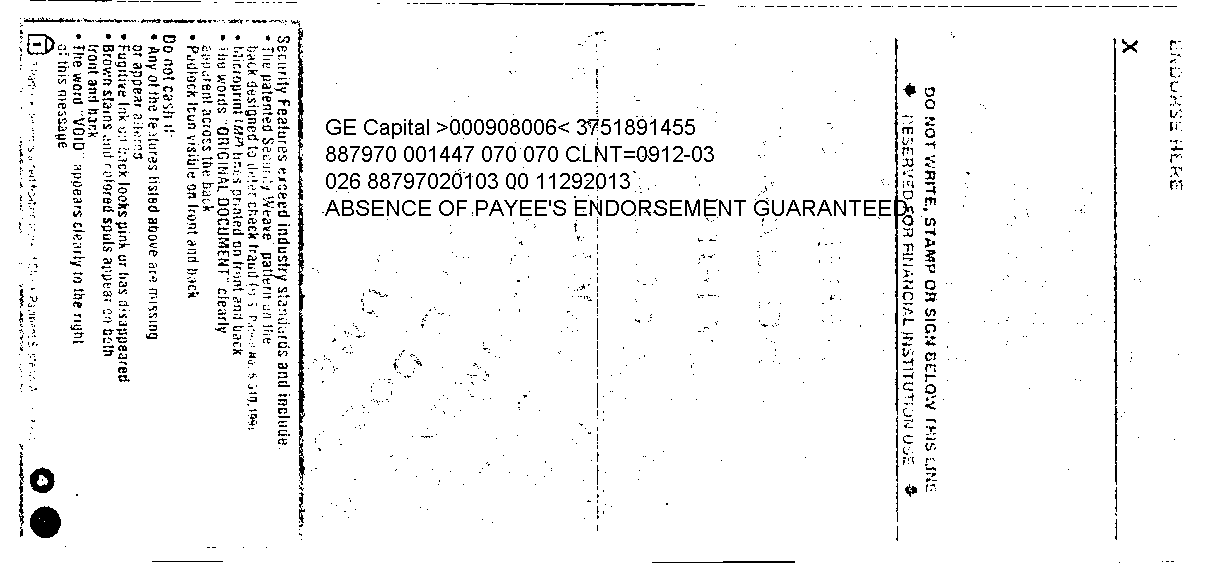 GE Capital >000908006< 3751891455
887970 001447 070 070 CLNT=0912-03
026 88797020103 00 11292013
ABSENCE OF PAYEE'S ENDORSEMENT GUARANTEED
ENDORSE HERE
X
DO NOT WRITE, STAMP OR SIGN BELOW THIS LINE
RESERVED FOR FINANCIAL INSTITUTION USE
Security Features exceed industry standards and include:
• The patented Security Weave pattern on the
back designed to deter check fraud
• Microprint lines printed on front and back
• The words "ORIGINAL DOCUMENT" clearly
apparent across the back
• Padlock Icon visible on front and back
Do not cash if:
• Any of the features listed above are missing
or appear altered
• Fugitive Ink on back looks pink or has disappeared
• Brown stains and colored spots appear on both
front and back
• The word "VOID" appears clearly to the right
of this message